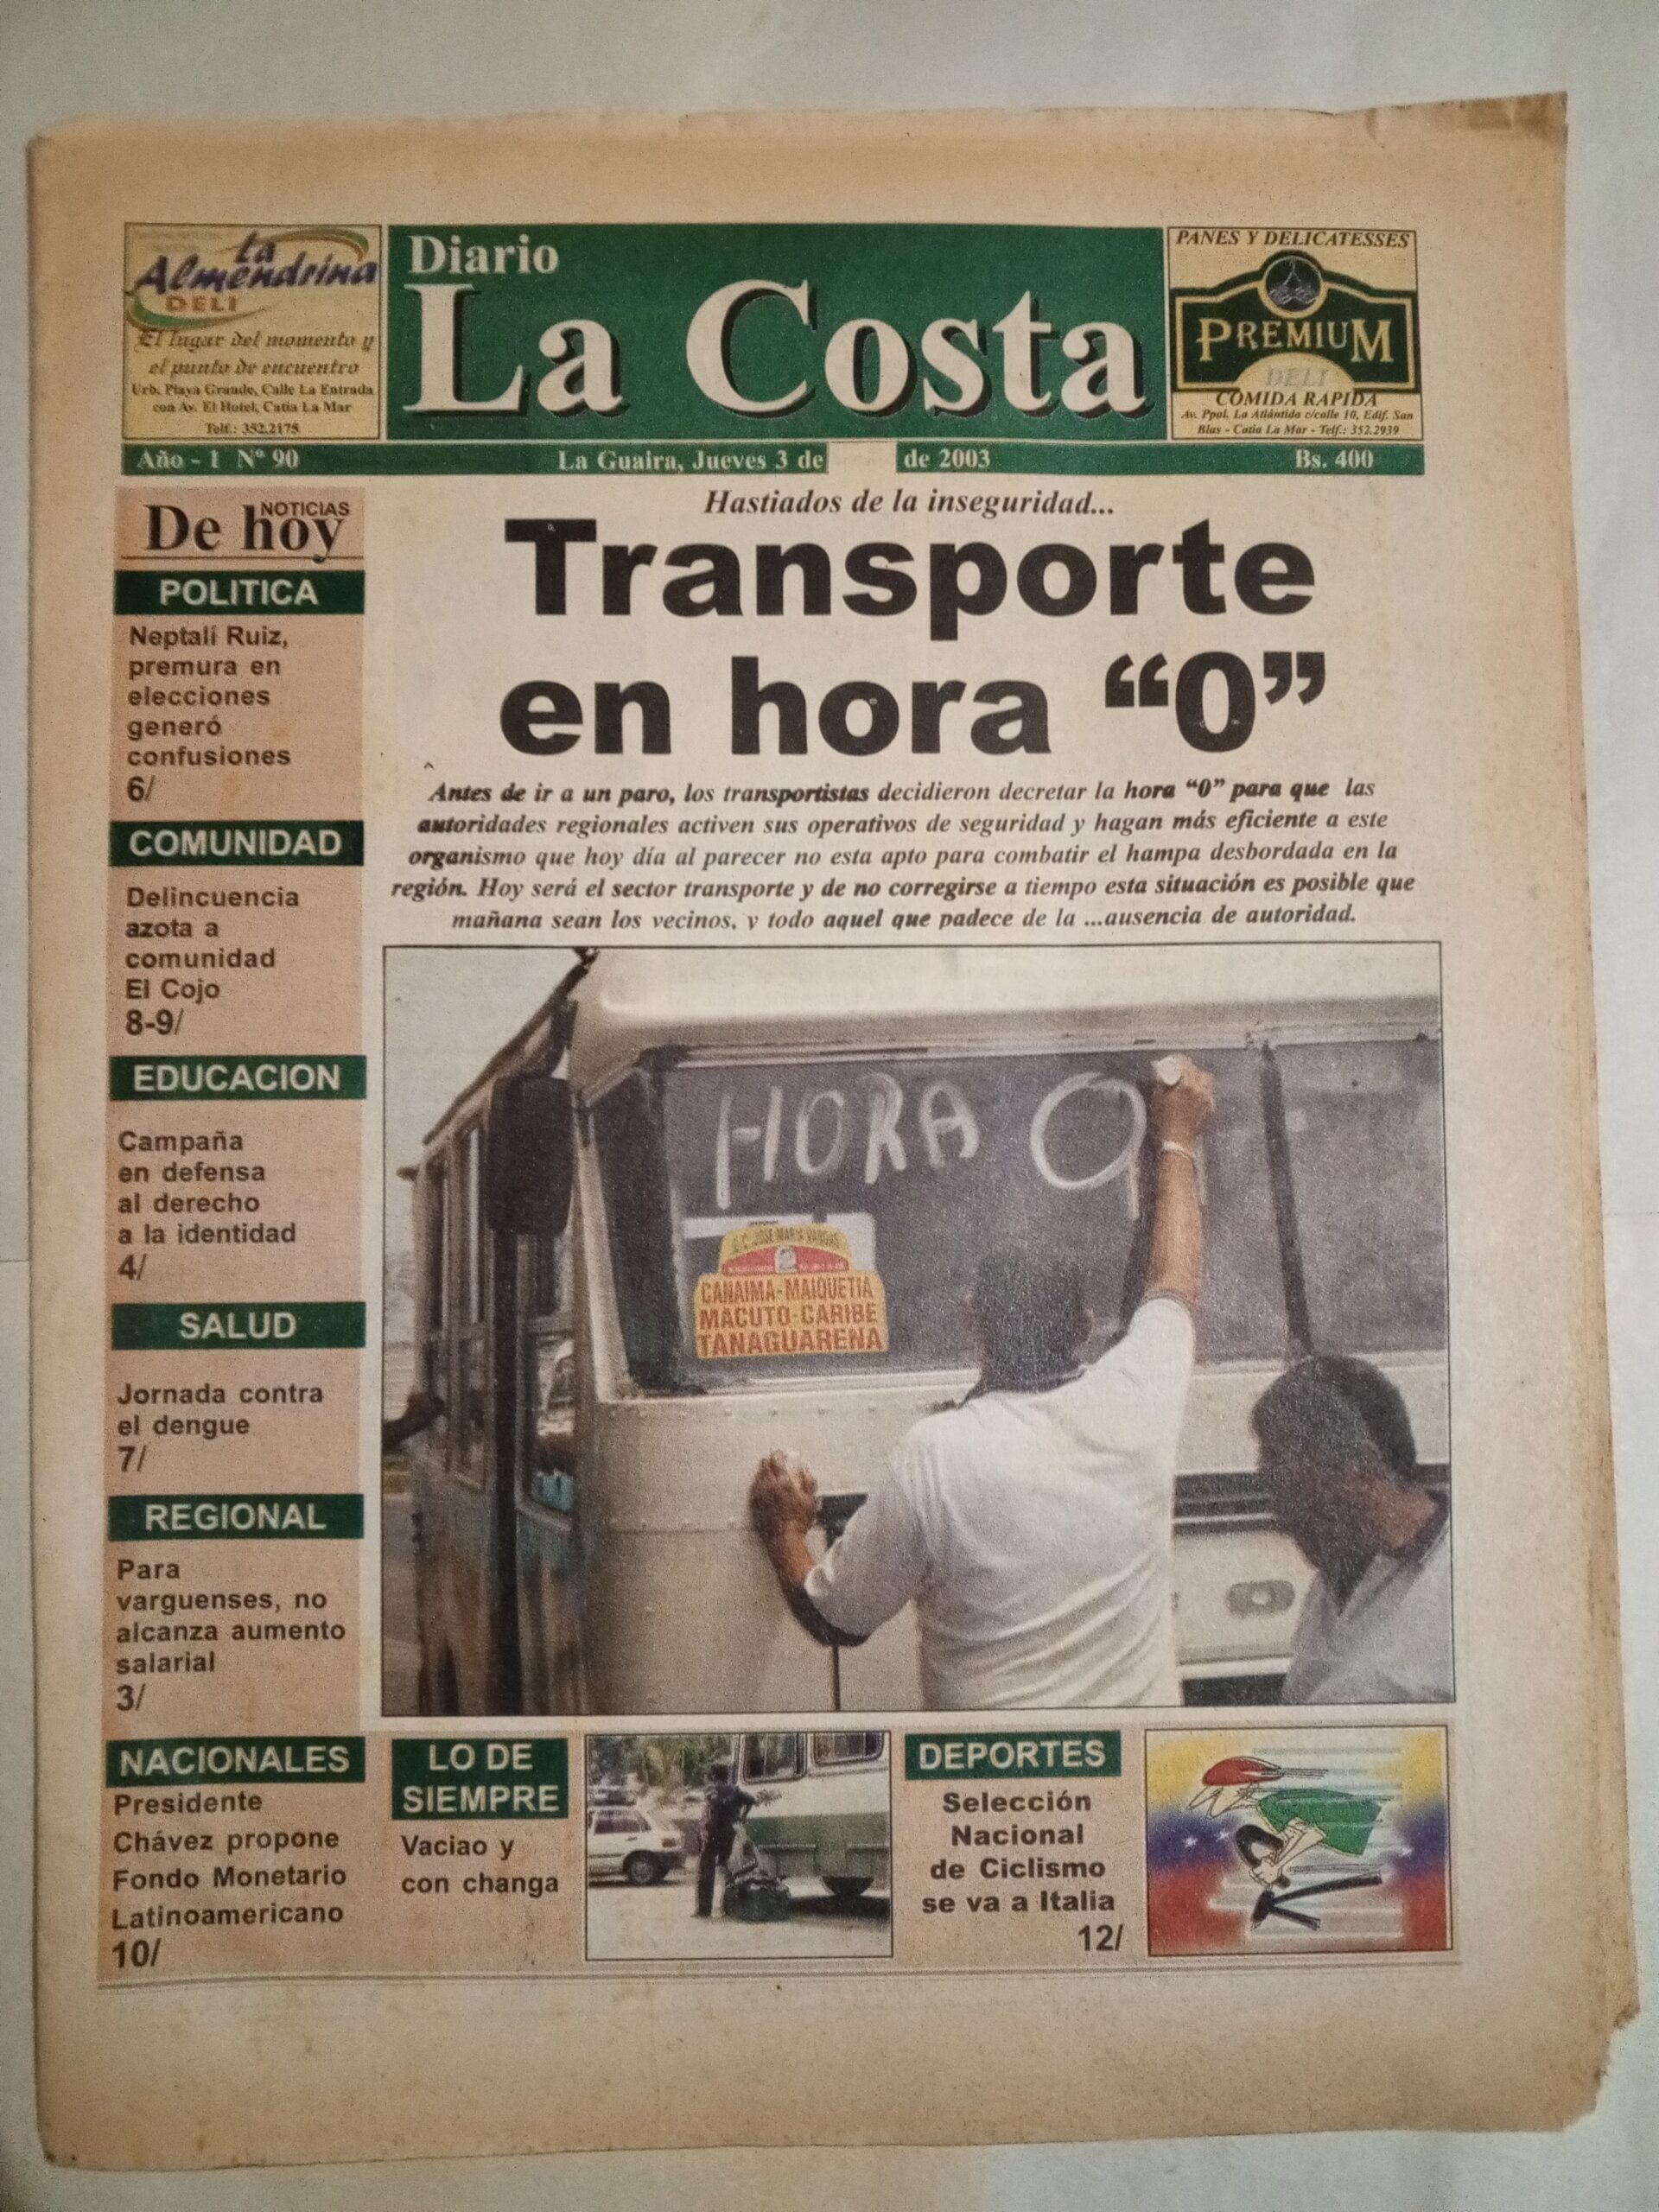 La
Almendrina
DELI
El lugar del momento y
el punto de encuentro
Urb. Playa Grande, Calle La Entrada
con Av. El Hotel, Catia La Mar
Telf.: 352.2175
Diario
La Costa
PANES Y DELICATESSES
PREMIUM
DELI
COMIDA RAPIDA
Av. Ppal. La Atlántida c/calle 10, Edif. San
Blas - Catia La Mar - Telf.: 352.2939
Año - 1 Nº 90
La Guaira, Jueves 3 de de 2003
Bs. 400
NOTICIAS
De hoy
POLITICA
Neptalí Ruiz,
premura en
elecciones
generó
confusiones
6/
COMUNIDAD
Delincuencia
azota a
comunidad
El Cojo
8-9/
EDUCACION
Campaña
en defensa
al derecho
a la identidad
4/
SALUD
Jornada contra
el dengue
7/
REGIONAL
Para
varguenses, no
alcanza aumento
salarial
3/
Hastiados de la inseguridad...
Transporte
en hora “0”
Antes de ir a un paro, los transportistas decidieron decretar la hora “0” para que las
autoridades regionales activen sus operativos de seguridad y hagan más eficiente a este
organismo que hoy día al parecer no esta apto para combatir el hampa desbordada en la
región. Hoy será el sector transporte y de no corregirse a tiempo esta situación es posible que
mañana sean los vecinos, y todo aquel que padece de la ...ausencia de autoridad.
HORA 0
JOSE MARIA VARGAS
CANAIMA-MAIQUETIA
MACUTO-CARIBE
TANAGUARENA
NACIONALES
Presidente
Chávez propone
Fondo Monetario
Latinoamericano
10/
LO DE
SIEMPRE
Vaciao y
con changa
DEPORTES
Selección
Nacional
de Ciclismo
se va a Italia
12/